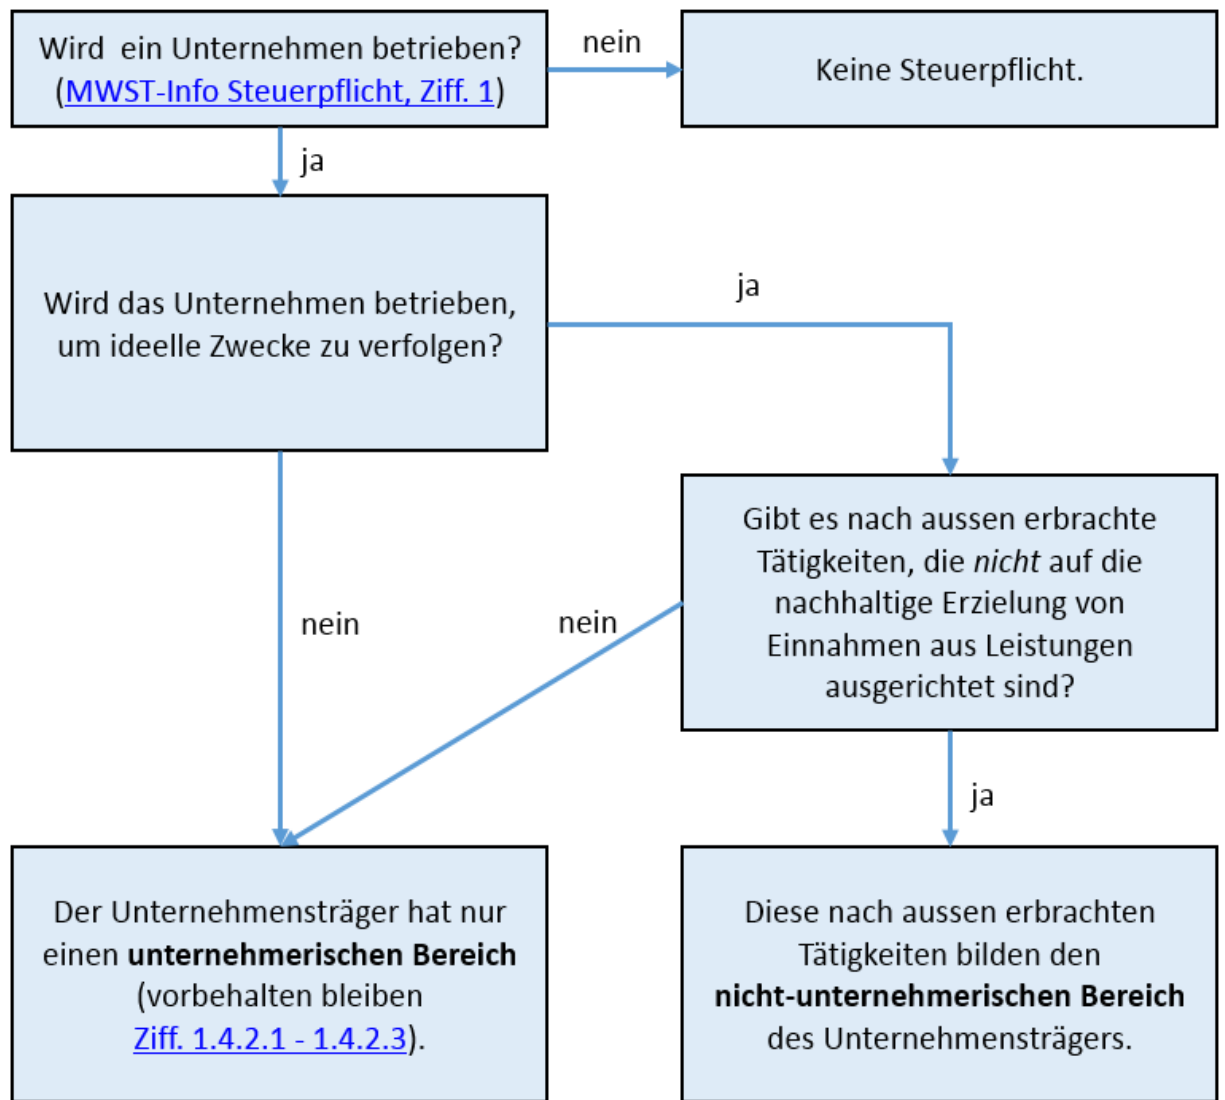 Wird ein Unternehmen betrieben?
(MWST-Info Steuerpflicht, Ziff. 1)
nein
Keine Steuerpflicht.
ja
Wird das Unternehmen betrieben,
um ideelle Zwecke zu verfolgen?
ja
Gibt es nach aussen erbrachte
Tätigkeiten, die nicht auf die
nachhaltige Erzielung von
Einnahmen aus Leistungen
ausgerichtet sind?
nein
nein
ja
Der Unternehmensträger hat nur
einen unternehmerischen Bereich
(vorbehalten bleiben
Ziff. 1.4.2.1 - 1.4.2.3).
Diese nach aussen erbrachten
Tätigkeiten bilden den
nicht-unternehmerischen Bereich
des Unternehmensträgers.